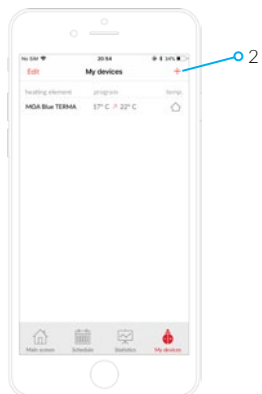 No SIM 20:54 14%
Edit My devices +
2
heating element program temp.
MOA Blue TERMA 17° C ↗ 22° C
Main screen Schedule Statistics My devices